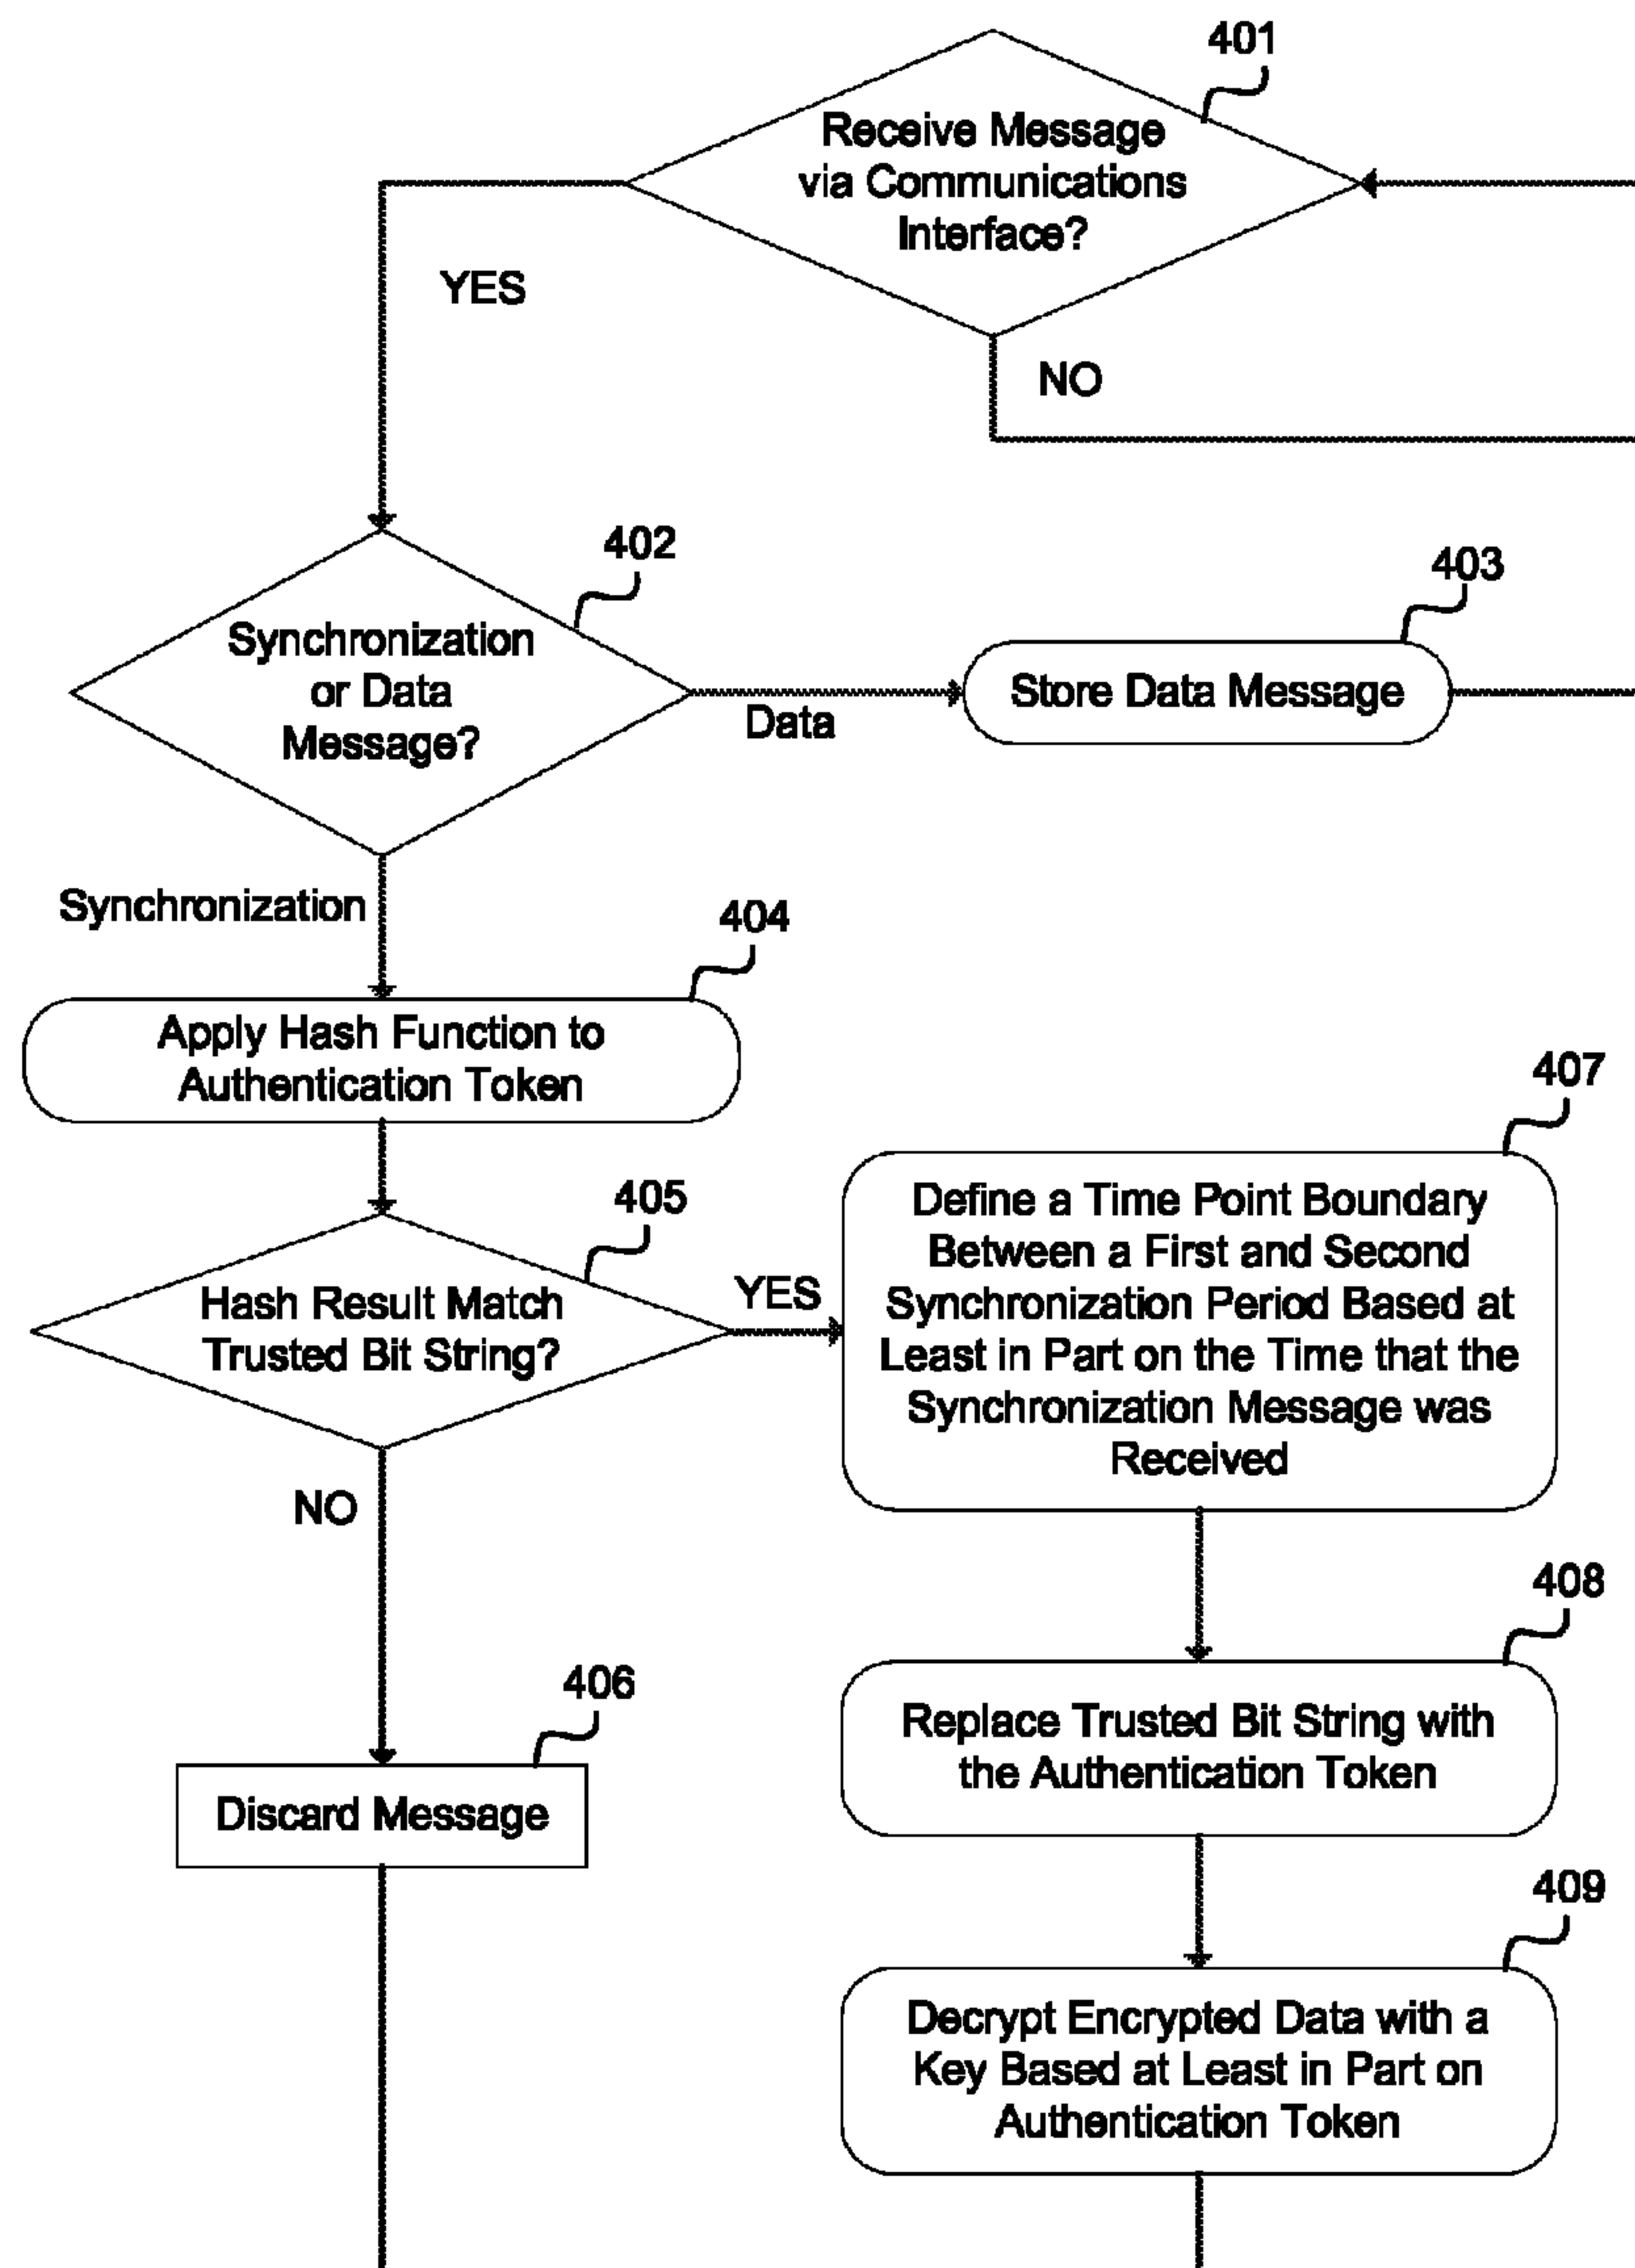 401
Receive Message
via Communications
Interface?
YES
NO
402
Synchronization
or Data
Message?
Data
403
Store Data Message
Synchronization
404
Apply Hash Function to
Authentication Token
405
Hash Result Match
Trusted Bit String?
YES
NO
407
Define a Time Point Boundary
Between a First and Second
Synchronization Period Based at
Least in Part on the Time that the
Synchronization Message was
Received
406
Discard Message
408
Replace Trusted Bit String with
the Authentication Token
409
Decrypt Encrypted Data with a
Key Based at Least in Part on
Authentication Token